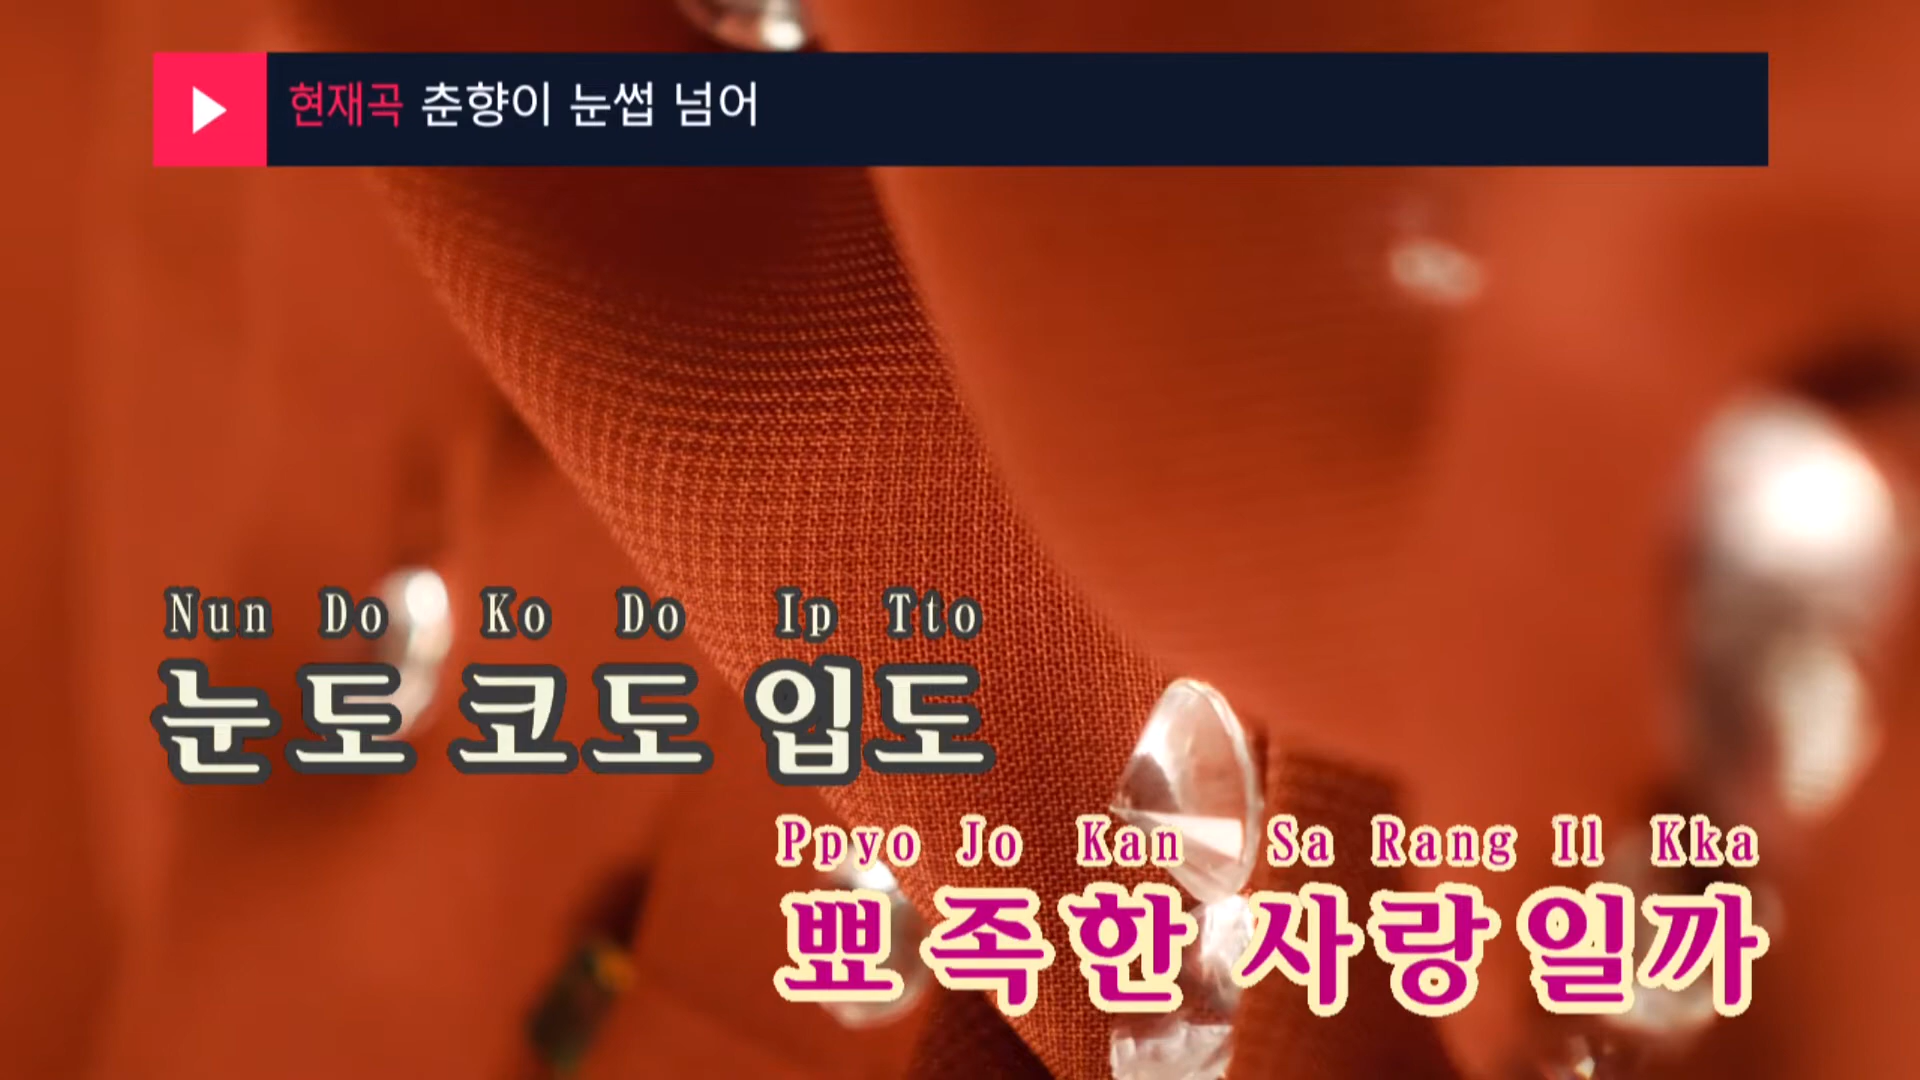 현재곡 춘향이 눈썹 넘어
Nun Do Ko Do Ip Tto
눈도 코도 입도
Ppyo Jo Kan Sa Rang Il Kka
뾰족한 사랑일까